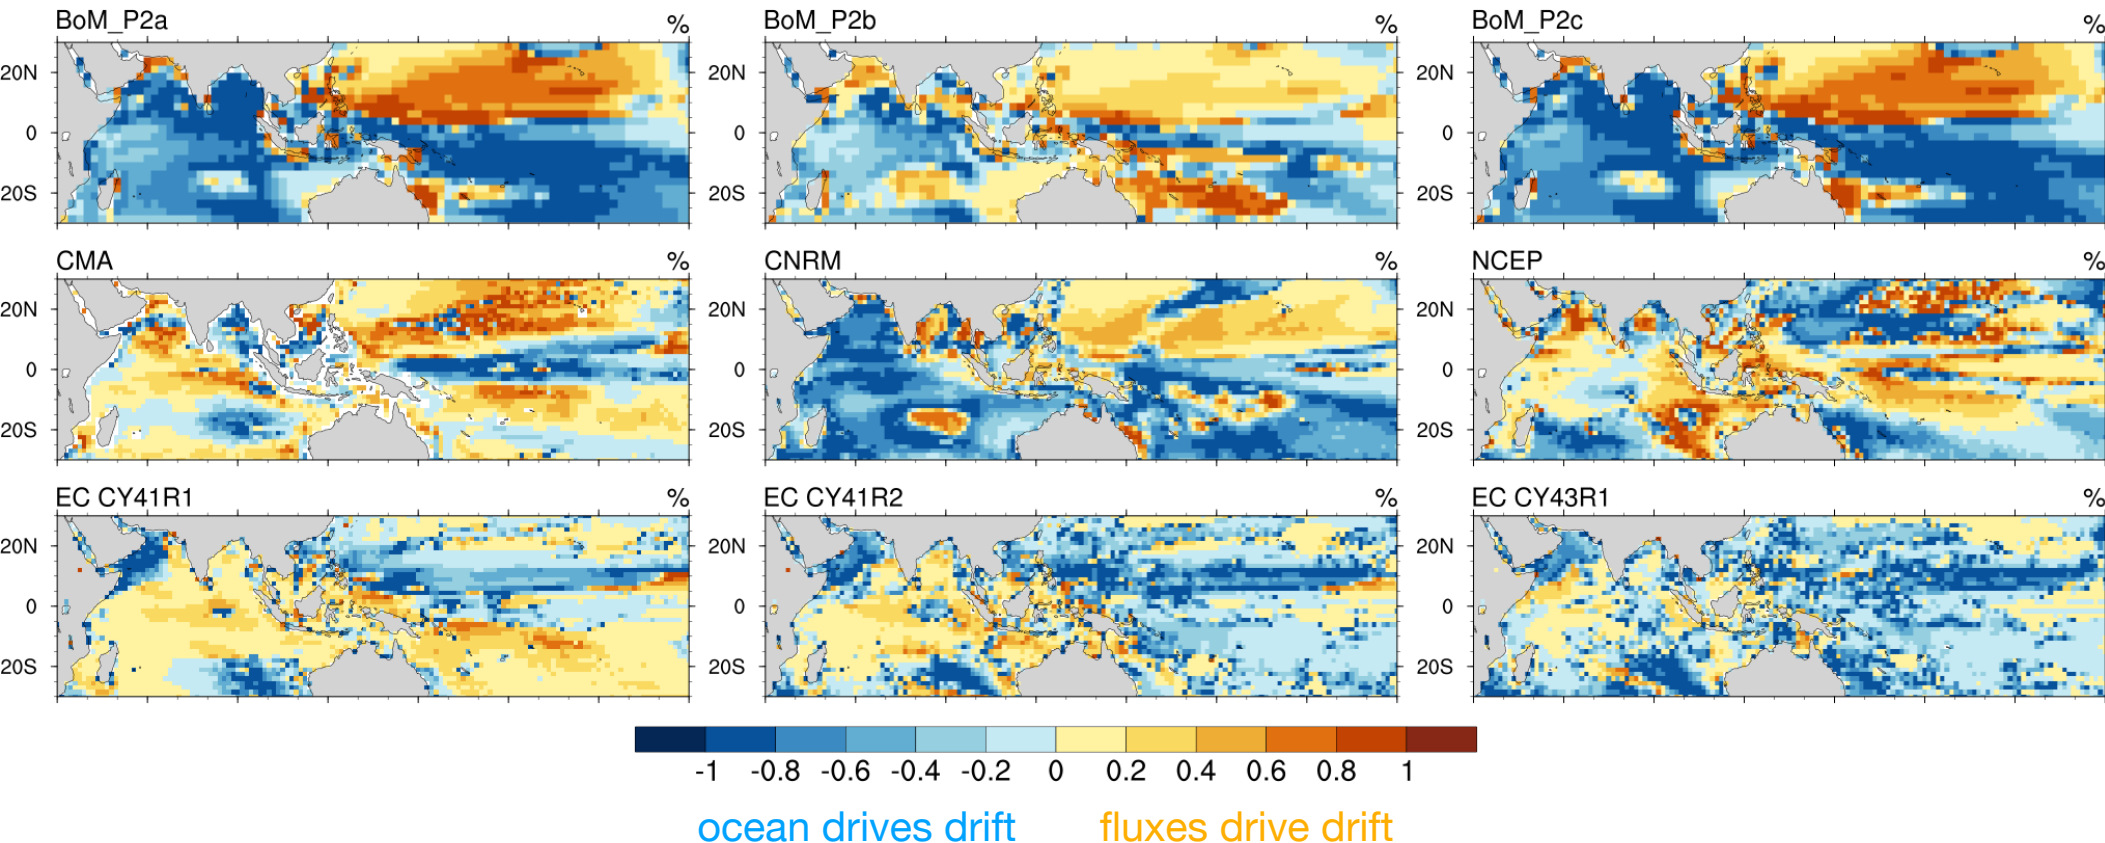 BoM_P2a % BoM_P2b % BoM_P2c %
20N 20N 20N
0 0 0
20S 20S 20S
CMA % CNRM % NCEP %
20N 20N 20N
0 0 0
20S 20S 20S
EC CY41R1 % EC CY41R2 % EC CY43R1 %
20N 20N 20N
0 0 0
20S 20S 20S
-1 -0.8 -0.6 -0.4 -0.2 0 0.2 0.4 0.6 0.8 1
ocean drives drift fluxes drive drift